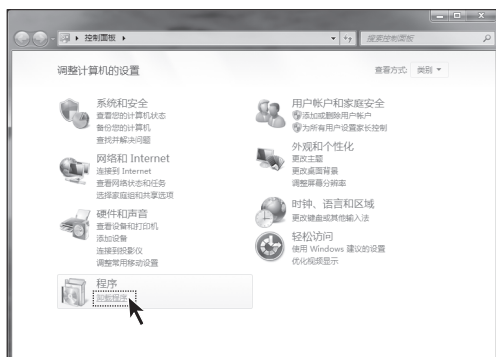 控制面板
搜索控制面板
调整计算机的设置
查看方式: 类别
系统和安全
查看您的计算机状态
备份您的计算机
查找并解决问题
网络和 Internet
连接到 Internet
查看网络状态和任务
选择家庭组和共享选项
硬件和声音
查看设备和打印机
添加设备
连接到投影仪
调整常用移动设置
程序
卸载程序
用户帐户和家庭安全
添加或删除用户帐户
为所有用户设置家长控制
外观和个性化
更改主题
更改桌面背景
调整屏幕分辨率
时钟、语言和区域
更改键盘或其他输入法
轻松访问
使用 Windows 建议的设置
优化视频显示